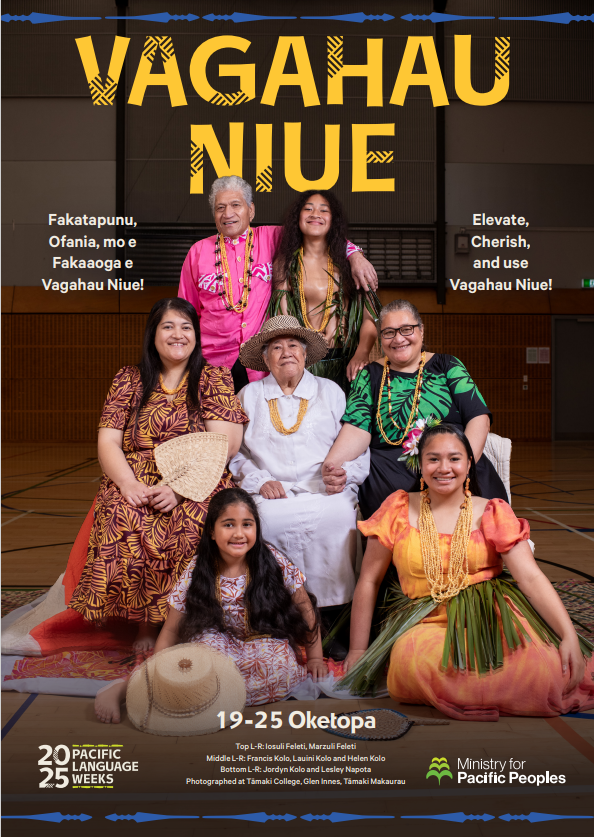 VAGAHAU
NIUE
Fakatapunu,
Ofania, mo e
Fakaaoga e
Vagahau Niue!
Elevate,
Cherish,
and use
Vagahau Niue!
19-25 Oketopa
Top L-R: Iosuli Feleti, Marzuli Feleti
Middle L-R: Francis Kolo, Lauini Kolo and Helen Kolo
Bottom L-R: Jordyn Kolo and Lesley Napota
Photographed at Tāmaki College, Glen Innes, Tāmaki Makaurau
2025 PACIFIC
LANGUAGE
WEEKS
Ministry for
Pacific Peoples